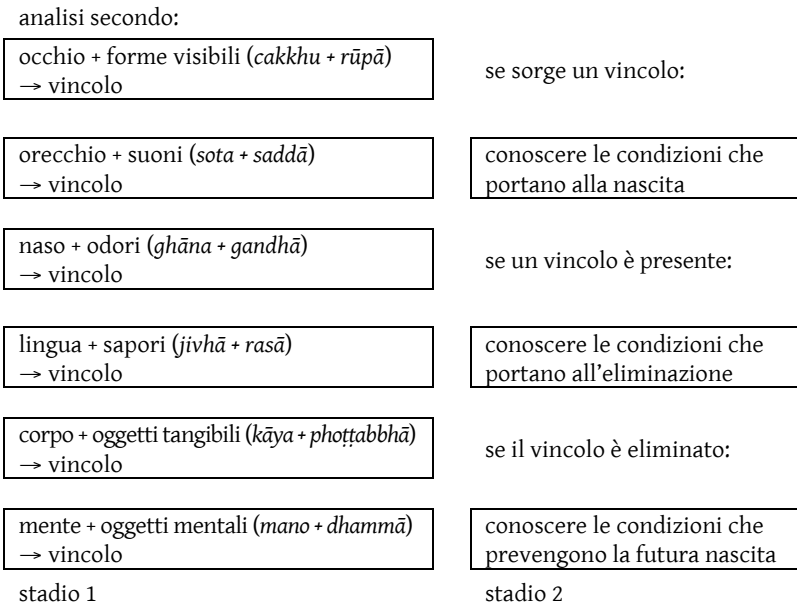 analisi secondo:
occhio + forme visibili (cakkhu + rūpā)
→ vincolo
orecchio + suoni (sota + saddā)
→ vincolo
naso + odori (ghāna + gandhā)
→ vincolo
lingua + sapori (jivhā + rasā)
→ vincolo
corpo + oggetti tangibili (kāya + phoṭṭabbhā)
→ vincolo
mente + oggetti mentali (mano + dhammā)
→ vincolo
stadio 1
se sorge un vincolo:
conoscere le condizioni che
portano alla nascita
se un vincolo è presente:
conoscere le condizioni che
portano all’eliminazione
se il vincolo è eliminato:
conoscere le condizioni che
prevengono la futura nascita
stadio 2